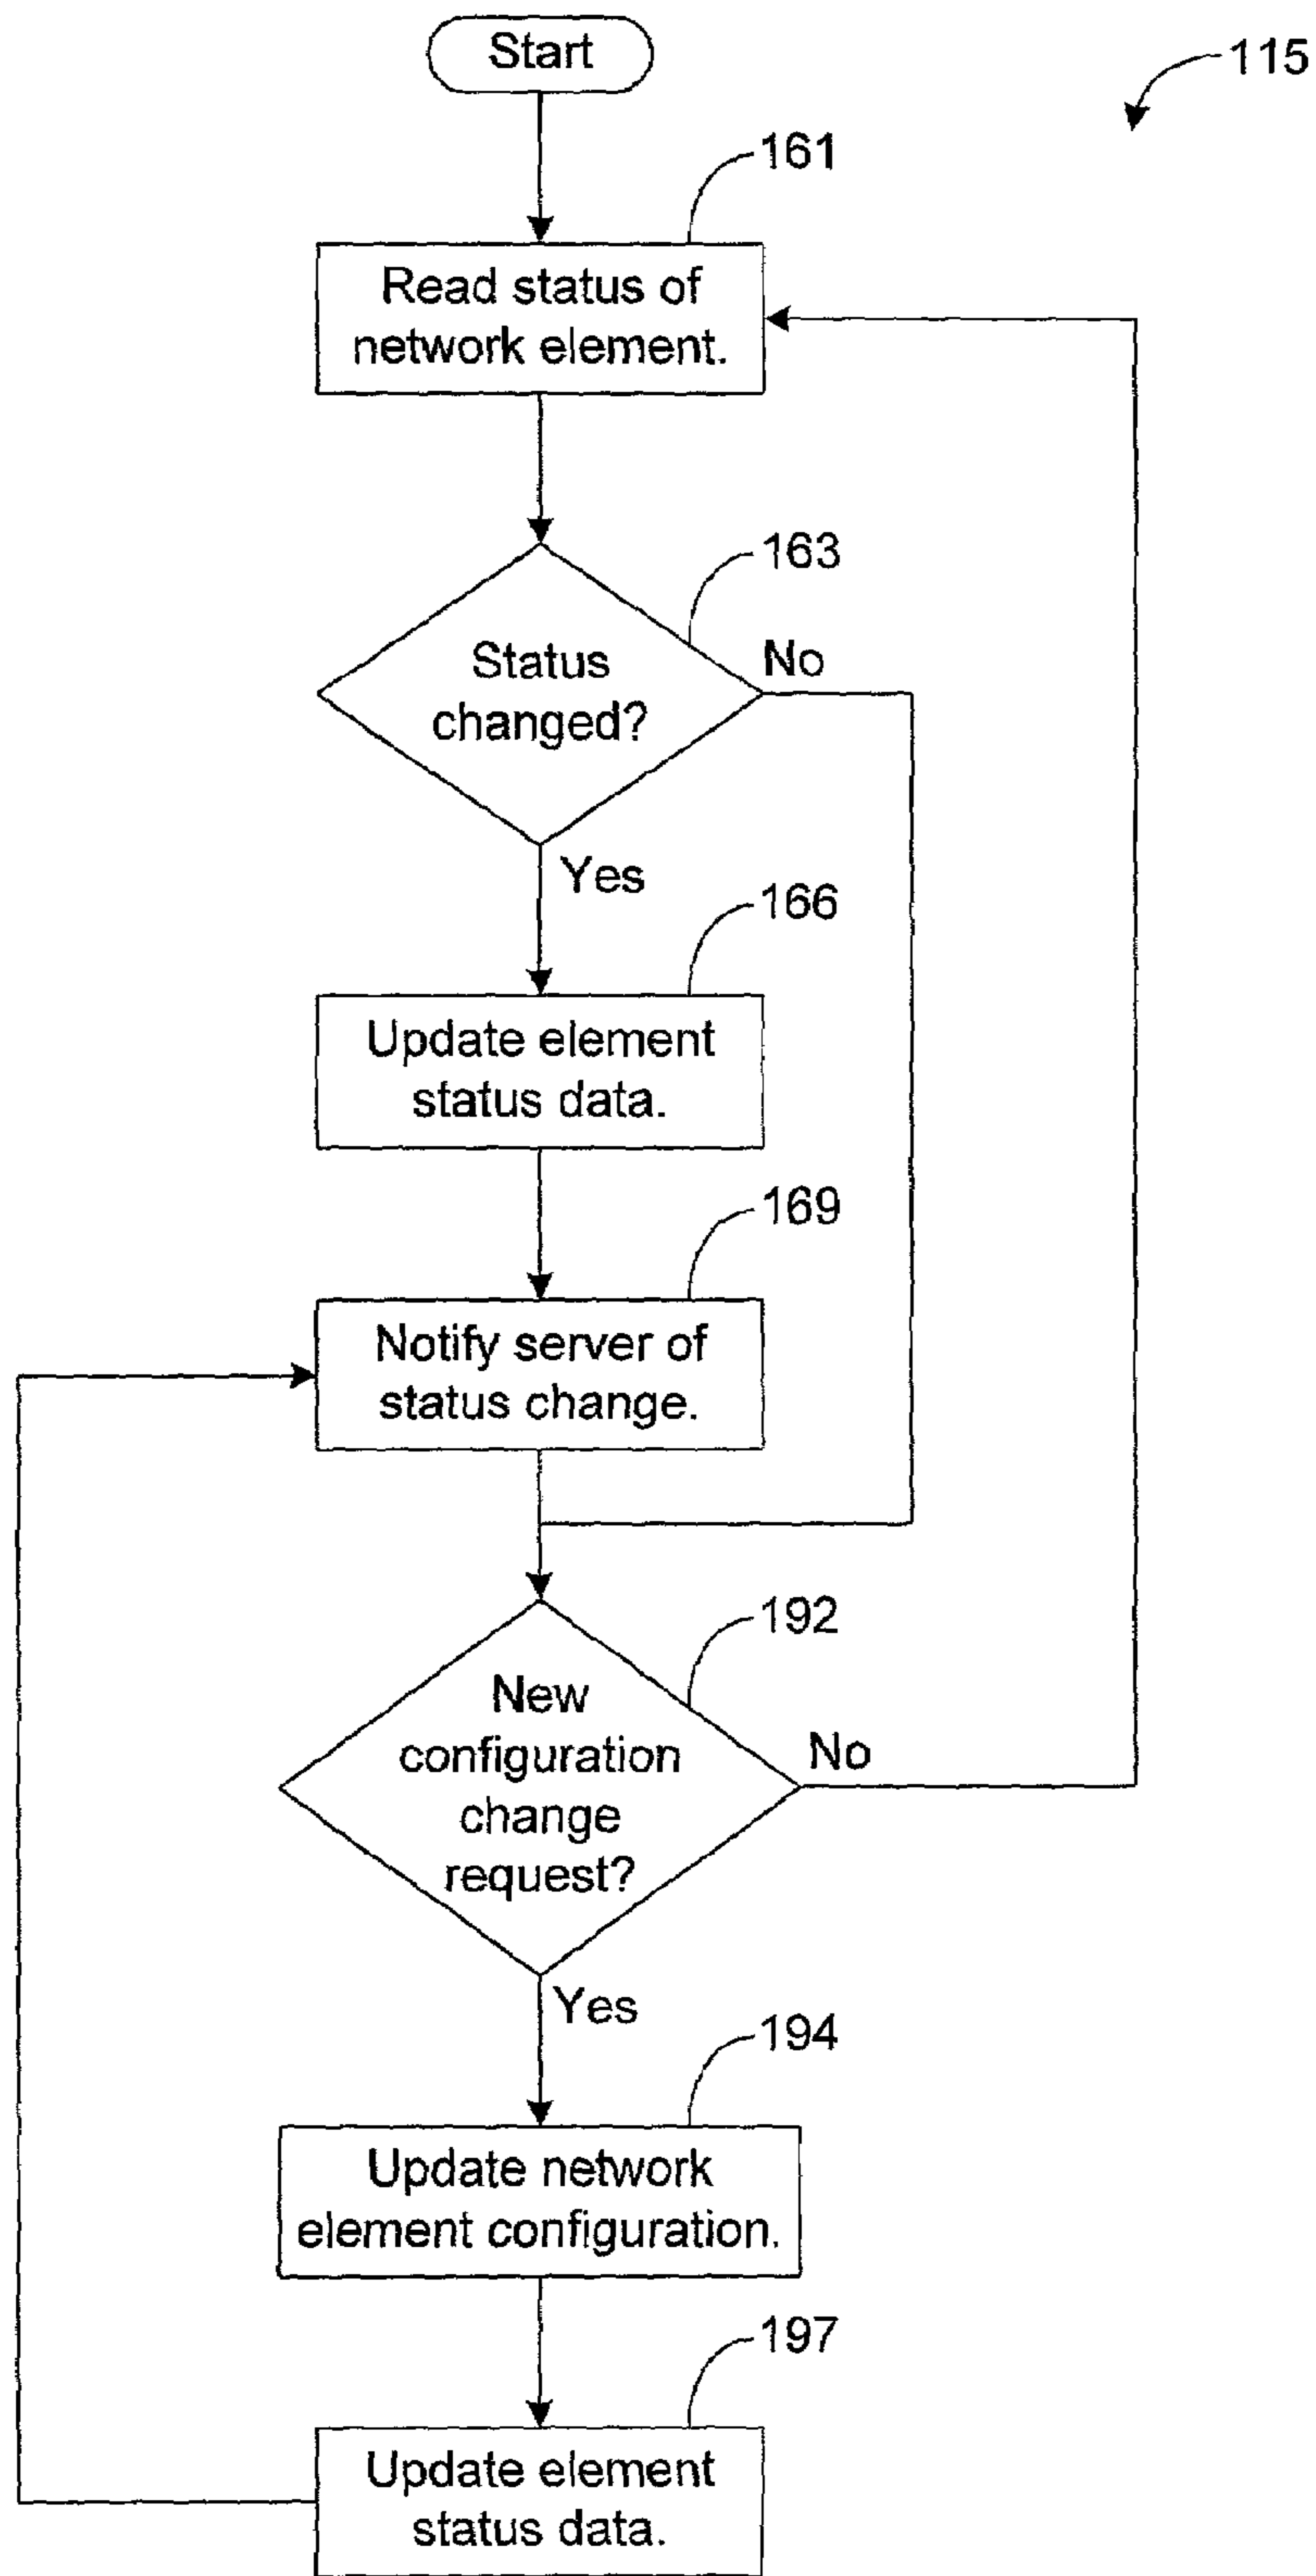 Start
115
161
Read status of
network element.
163
Status
changed?
No
Yes
166
Update element
status data.
169
Notify server of
status change.
192
New
configuration
change
request?
No
Yes
194
Update network
element configuration.
197
Update element
status data.